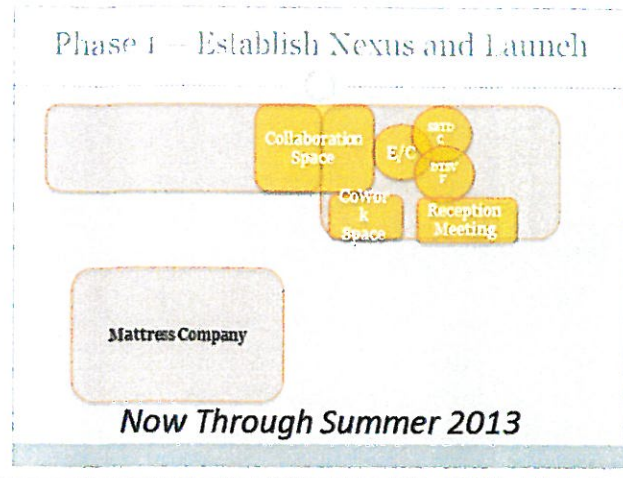 Phase 1 – Establish Nexus and Launch
Collaboration
Space
E/C
C
CoWor
k
Space
Reception
Meeting
Mattress Company
Now Through Summer 2013